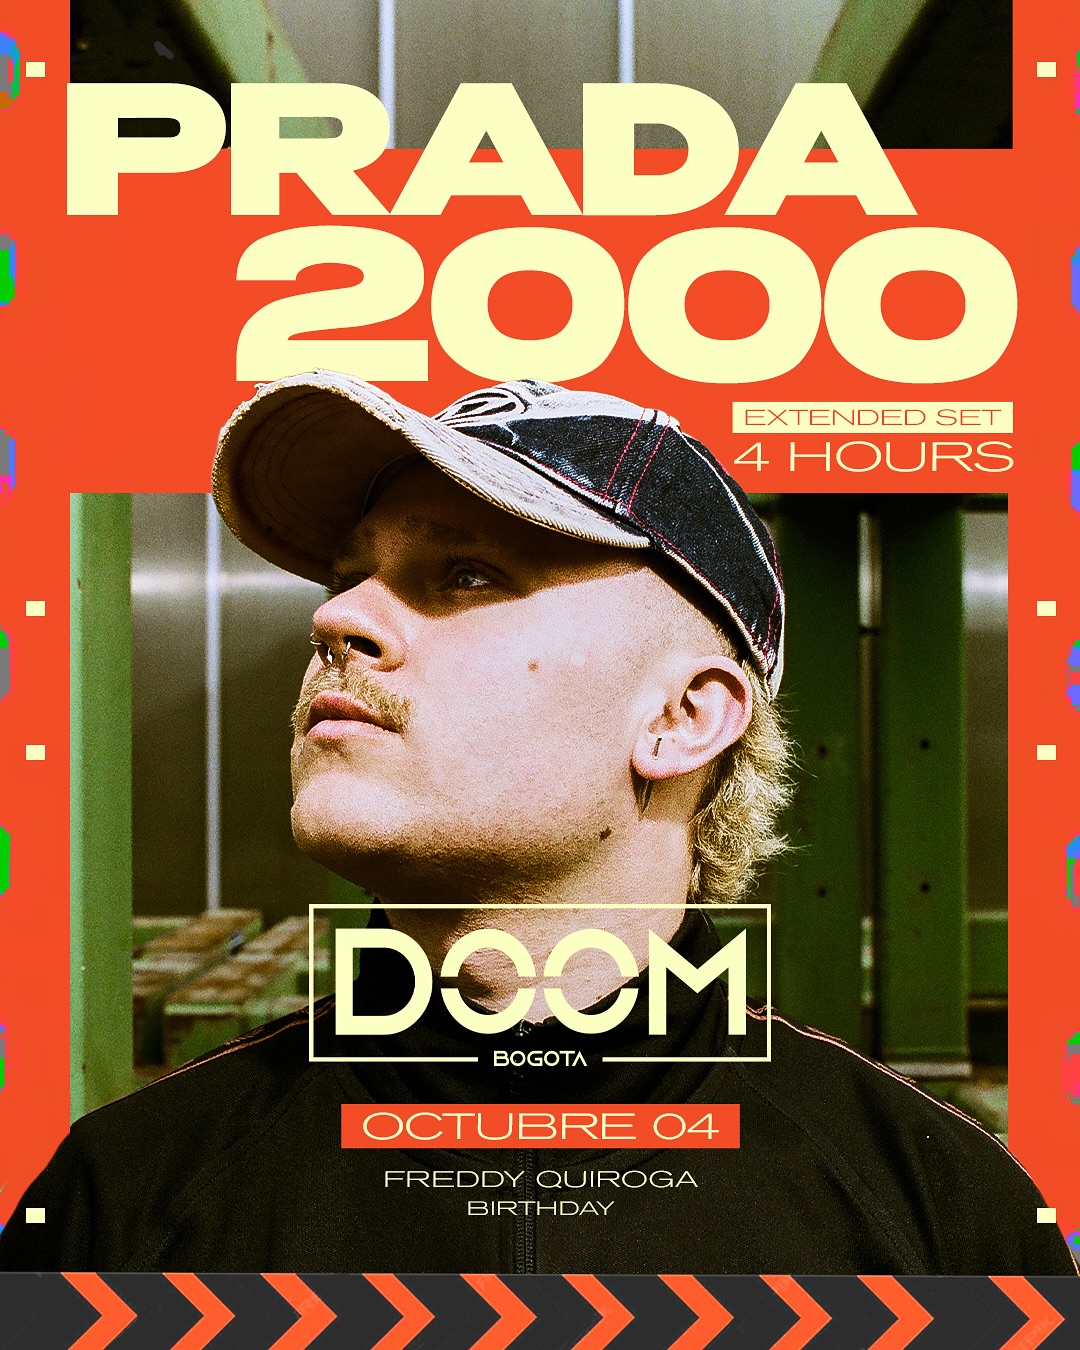 PRADA
2000
EXTENDED SET
4 HOURS
DOOM
BOGOTA
OCTUBRE 04
FREDDY QUIROGA
BIRTHDAY